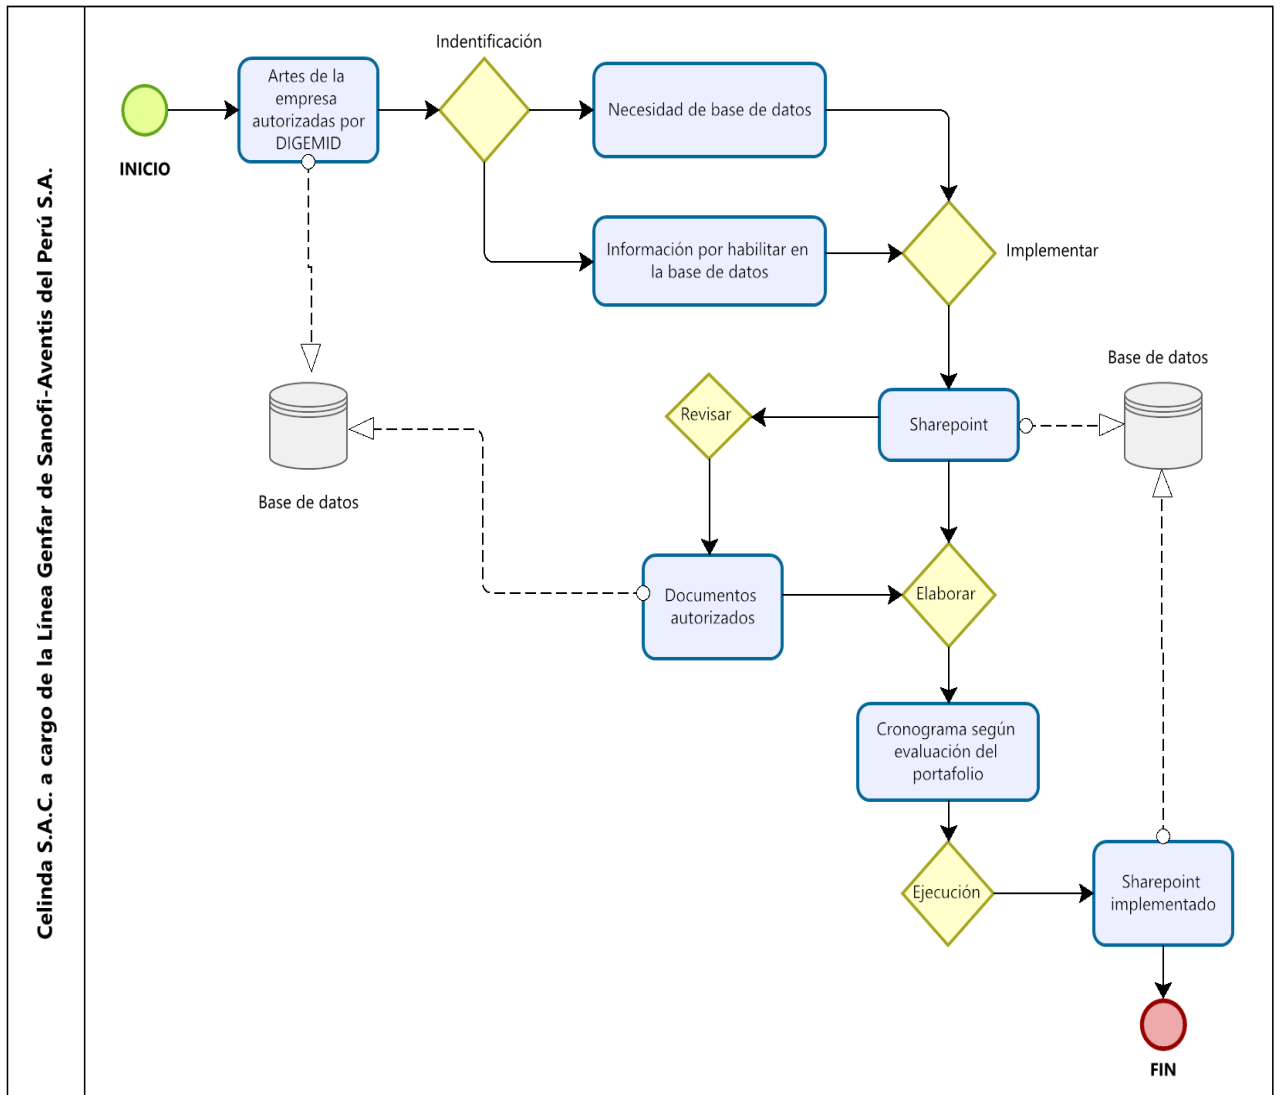 Celinda S.A.C. a cargo de la Línea Genfar de Sanofi-Aventis del Perú S.A.
INICIO
Artes de la
empresa
autorizadas por
DIGEMID
Indentificación
Necesidad de base de datos
Información por habilitar en
la base de datos
Implementar
Base de datos
Revisar
Sharepoint
Base de datos
Documentos
autorizados
Elaborar
Cronograma según
evaluación del
portafolio
Ejecución
Sharepoint
implementado
FIN